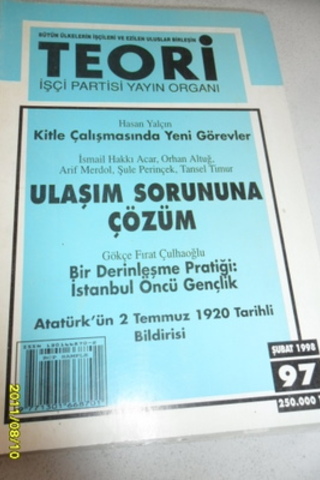 BÜTÜN ÜLKELERİN İŞÇİLERİ VE EZİLEN ULUSLAR BİRLEŞİN
TEORİ
İŞÇİ PARTİSİ YAYIN ORGANI
Hasan Yalçın
Kitle Çalışmasında Yeni Görevler
İsmail Hakkı Acar, Orhan Altuğ,
Arif Merdol, Şule Perinçek, Tansel Timur
ULAŞIM SORUNUNA
ÇÖZÜM
Gökçe Fırat Çulhaoğlu
Bir Derinleşme Pratiği:
İstanbul Öncü Gençlik
Atatürk'ün 2 Temmuz 1920 Tarihli
Bildirisi
ŞUBAT 1998
97
250.000
2011/08/10